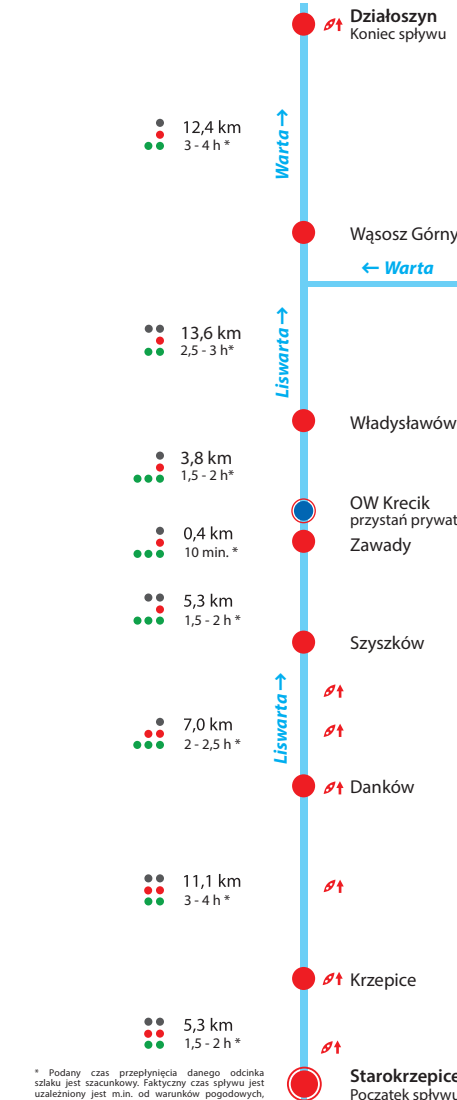 Działoszyn
Koniec spływu
12,4 km
3 - 4 h *
Warta →
Wąsosz Górny
← Warta
13,6 km
2,5 - 3 h*
Liswarta →
Władysławów
3,8 km
1,5 - 2 h*
OW Krecik
przystań prywat
0,4 km
10 min. *
Zawady
5,3 km
1,5 - 2 h *
Szyszków
Liswarta →
7,0 km
2 - 2,5 h *
Danków
11,1 km
3 - 4 h *
Krzepice
5,3 km
1,5 - 2 h *
Starokrzepice
Początek spływu
* Podany czas przepłynięcia danego odcinka
szlaku jest szacunkowy. Faktyczny czas spływu jest
uzależniony jest m.in. od warunków pogodowych,